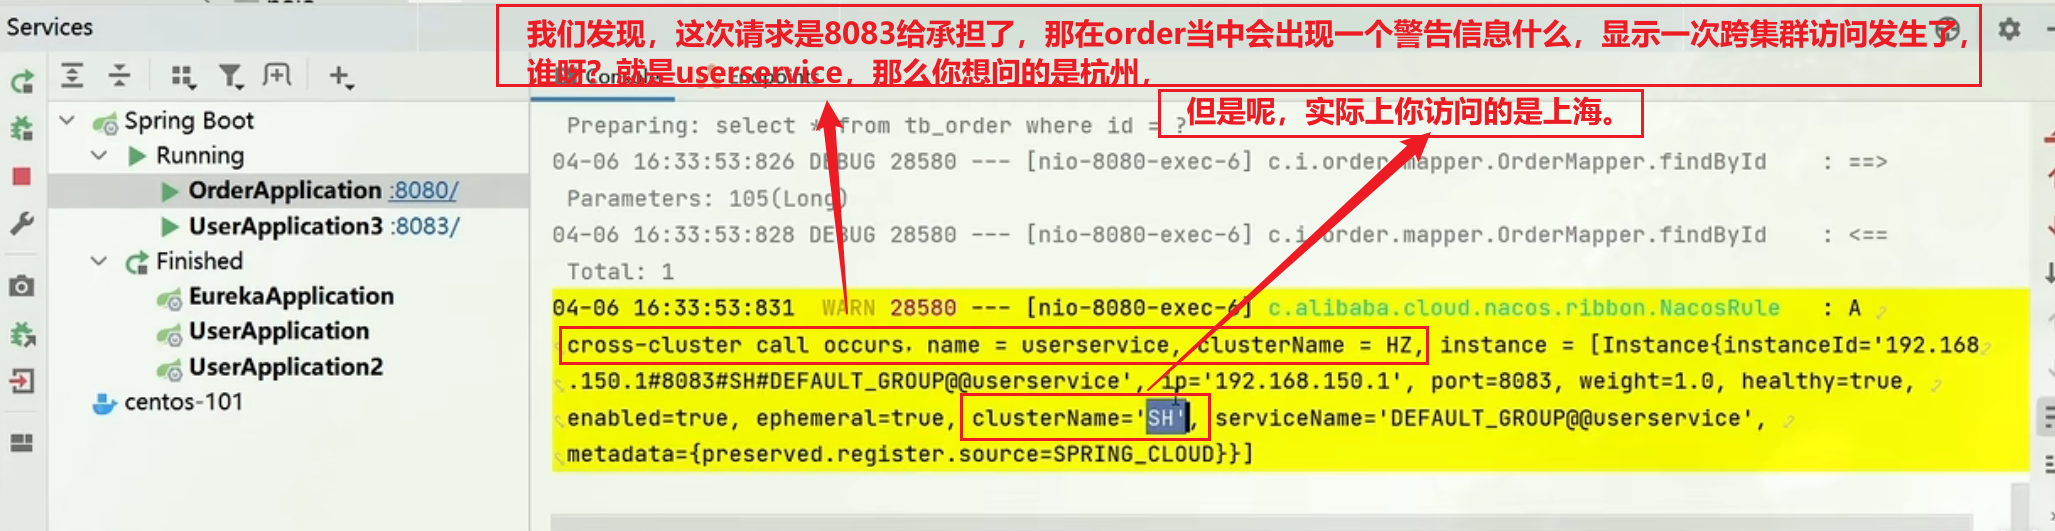 我们发现，这次请求是8083给承担了，那在order当中会出现一个警告信息什么，显示一次跨集群访问发生了，
谁呀？就是userservice，那么你想问的是杭州，
但是呢，实际上你访问的是上海。
Services
Spring Boot
Running
OrderApplication :8080/
UserApplication3 :8083/
Finished
EurekaApplication
UserApplication
UserApplication2
centos-101
Console Endpoints
Preparing: select * from tb_order where id = ?
04-06 16:33:53:826 DEBUG 28580 --- [nio-8080-exec-6] c.i.order.mapper.OrderMapper.findById : ==>
Parameters: 105(Long)
04-06 16:33:53:828 DEBUG 28580 --- [nio-8080-exec-6] c.i.order.mapper.OrderMapper.findById : <==
Total: 1
04-06 16:33:53:831 WARN 28580 --- [nio-8080-exec-6] c.alibaba.cloud.nacos.ribbon.NacosRule : A
cross-cluster call occurs，name = userservice, clusterName = HZ, instance = [Instance{instanceId='192.168
.150.1#8083#SH#DEFAULT_GROUP@@userservice', ip='192.168.150.1', port=8083, weight=1.0, healthy=true,
enabled=true, ephemeral=true, clusterName='SH', serviceName='DEFAULT_GROUP@@userservice',
metadata={preserved.register.source=SPRING_CLOUD}}]